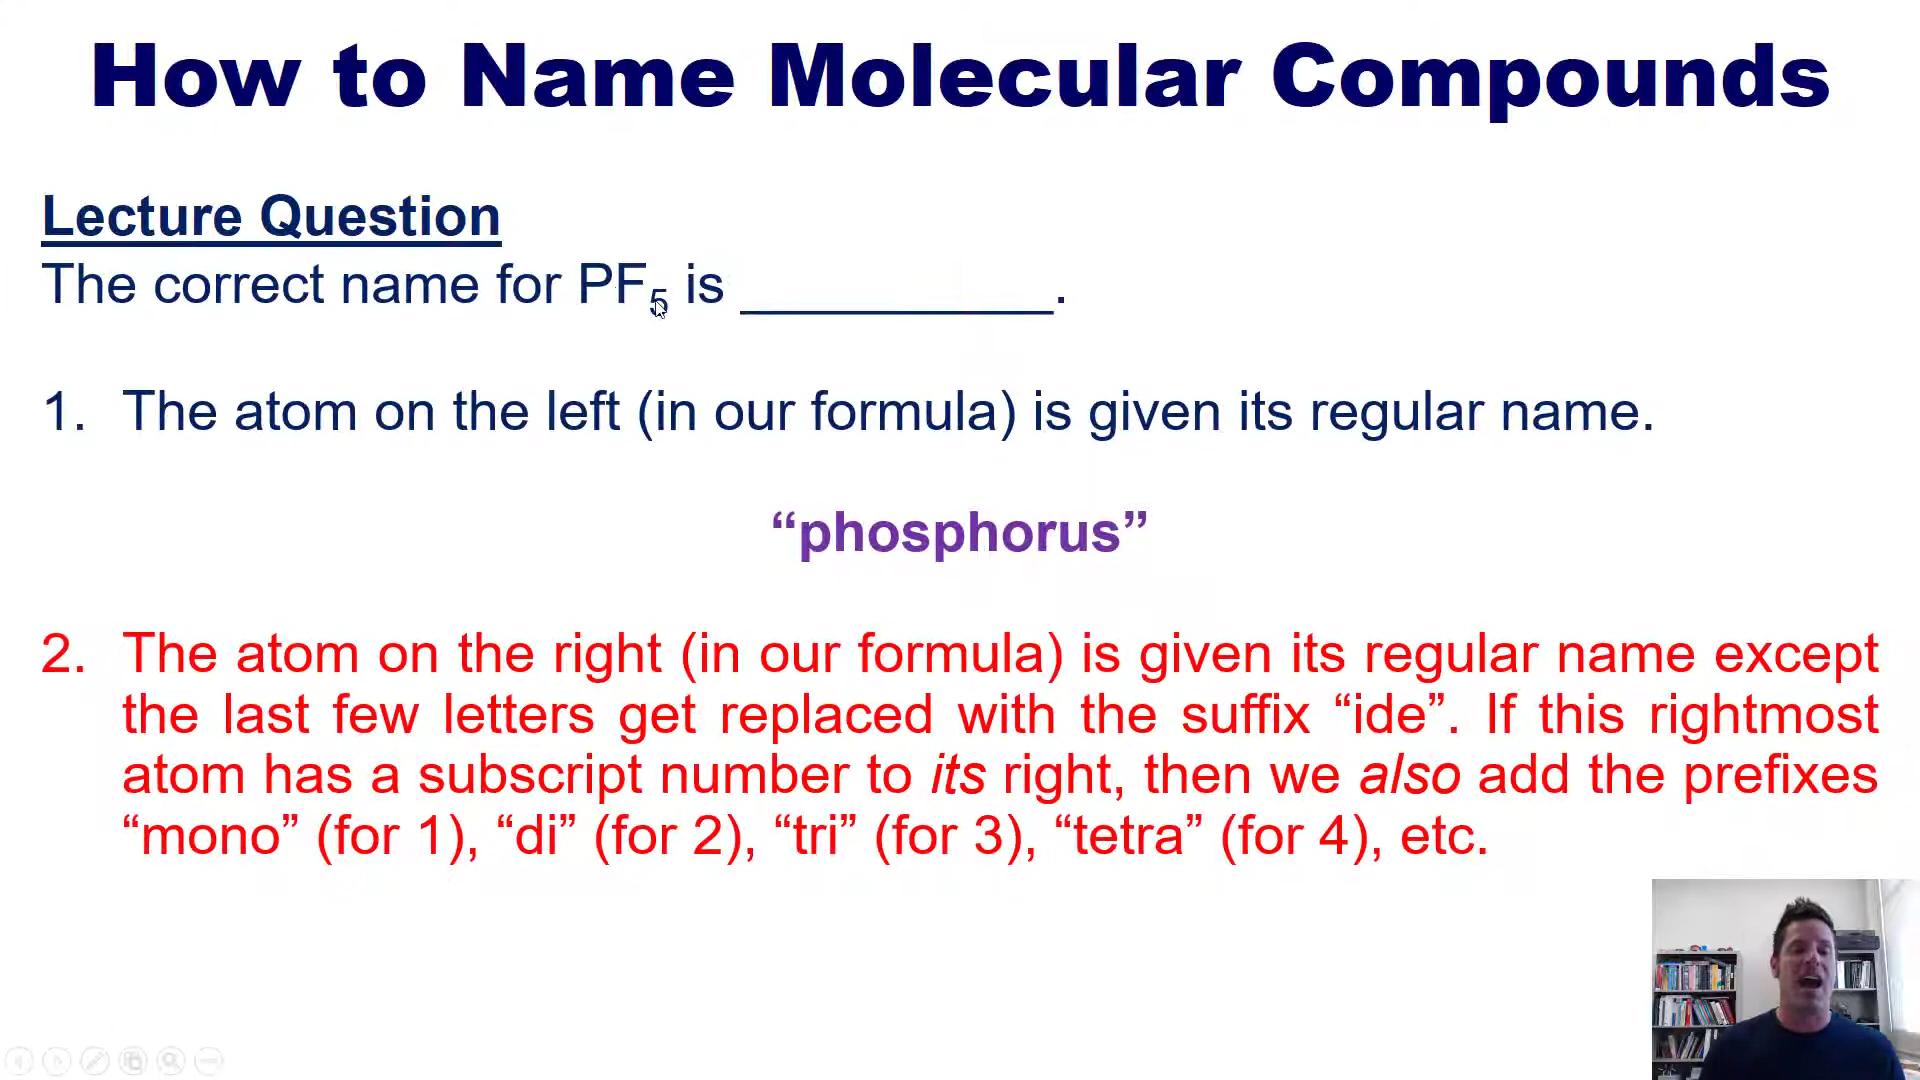 How to Name Molecular Compounds
Lecture Question
The correct name for PF₅ is ___________.
1. The atom on the left (in our formula) is given its regular name.
“phosphorus”
2. The atom on the right (in our formula) is given its regular name except
the last few letters get replaced with the suffix “ide”. If this rightmost
atom has a subscript number to its right, then we also add the prefixes
“mono” (for 1), “di” (for 2), “tri” (for 3), “tetra” (for 4), etc.